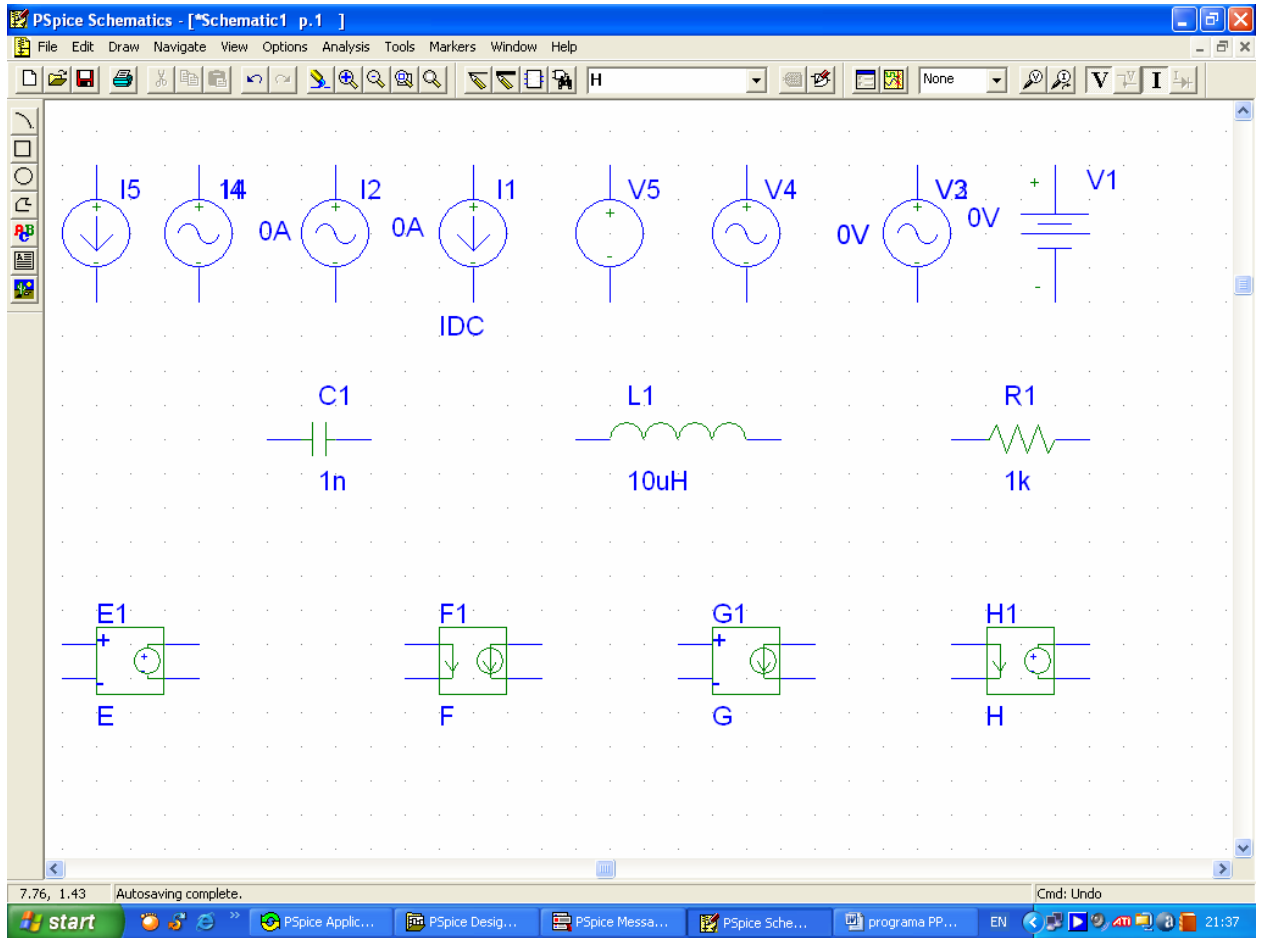 PSpice Schematics - [*Schematic1 p.1 ]
File Edit Draw Navigate View Options Analysis Tools Markers Window Help
H None V I
I5 I2 I1 V5 V4 V1
0A 0A 0V 0V
+ + + + + + + +
- - - - - - - -
IDC
C1 L1 R1
1n 10uH 1k
E1 F1 G1 H1
+ + + +
- - - -
E F G H
7.76, 1.43 Autosaving complete. Cmd: Undo
start PSpice Applic... PSpice Desig... PSpice Messa... PSpice Sche... programa PP... EN 21:37